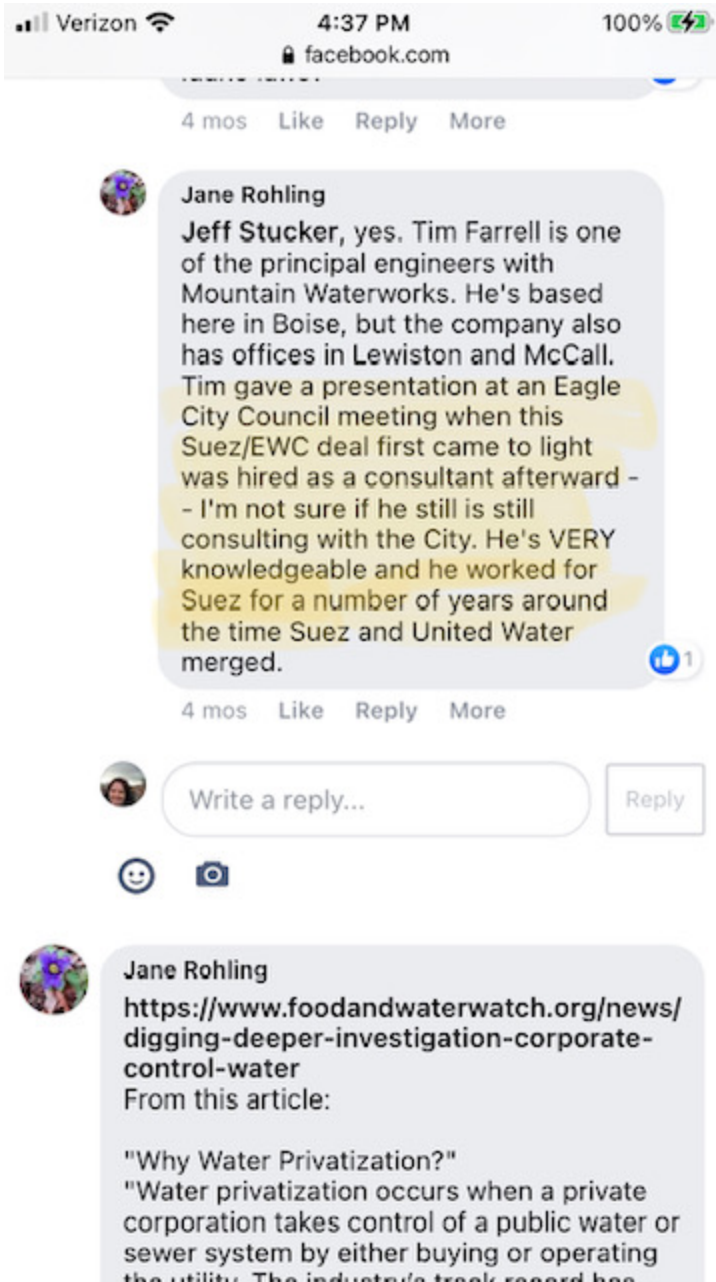 Verizon 4:37 PM 100%
facebook.com
4 mos Like Reply More
Jane Rohling
Jeff Stucker, yes. Tim Farrell is one
of the principal engineers with
Mountain Waterworks. He's based
here in Boise, but the company also
has offices in Lewiston and McCall.
Tim gave a presentation at an Eagle
City Council meeting when this
Suez/EWC deal first came to light
was hired as a consultant afterward -
- I'm not sure if he still is still
consulting with the City. He's VERY
knowledgeable and he worked for
Suez for a number of years around
the time Suez and United Water
merged.
1
4 mos Like Reply More
Write a reply...
Reply
Jane Rohling
https://www.foodandwaterwatch.org/news/
digging-deeper-investigation-corporate-
control-water
From this article:
"Why Water Privatization?"
"Water privatization occurs when a private
corporation takes control of a public water or
sewer system by either buying or operating
the utility. The industry's track record has